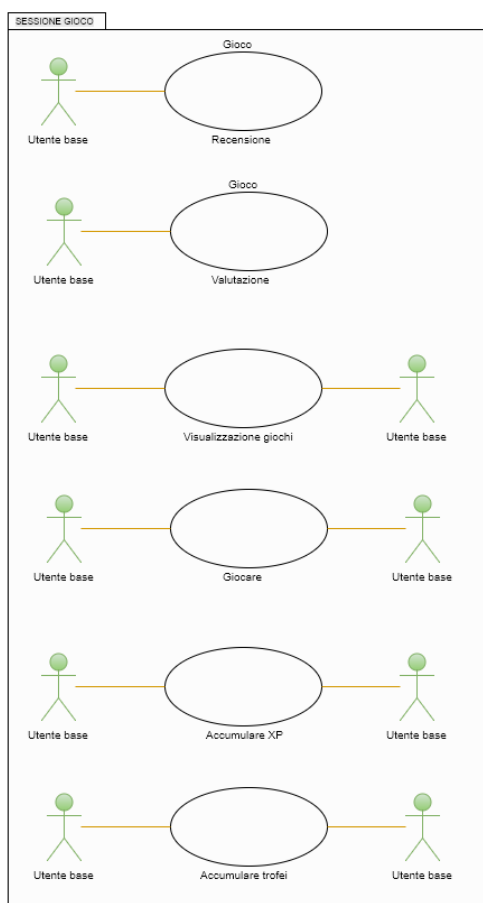 SESSIONE GIOCO
Gioco
Utente base
Recensione
Gioco
Utente base
Valutazione
Utente base
Visualizzazione giochi
Utente base
Utente base
Giocare
Utente base
Utente base
Accumulare XP
Utente base
Utente base
Accumulare trofei
Utente base